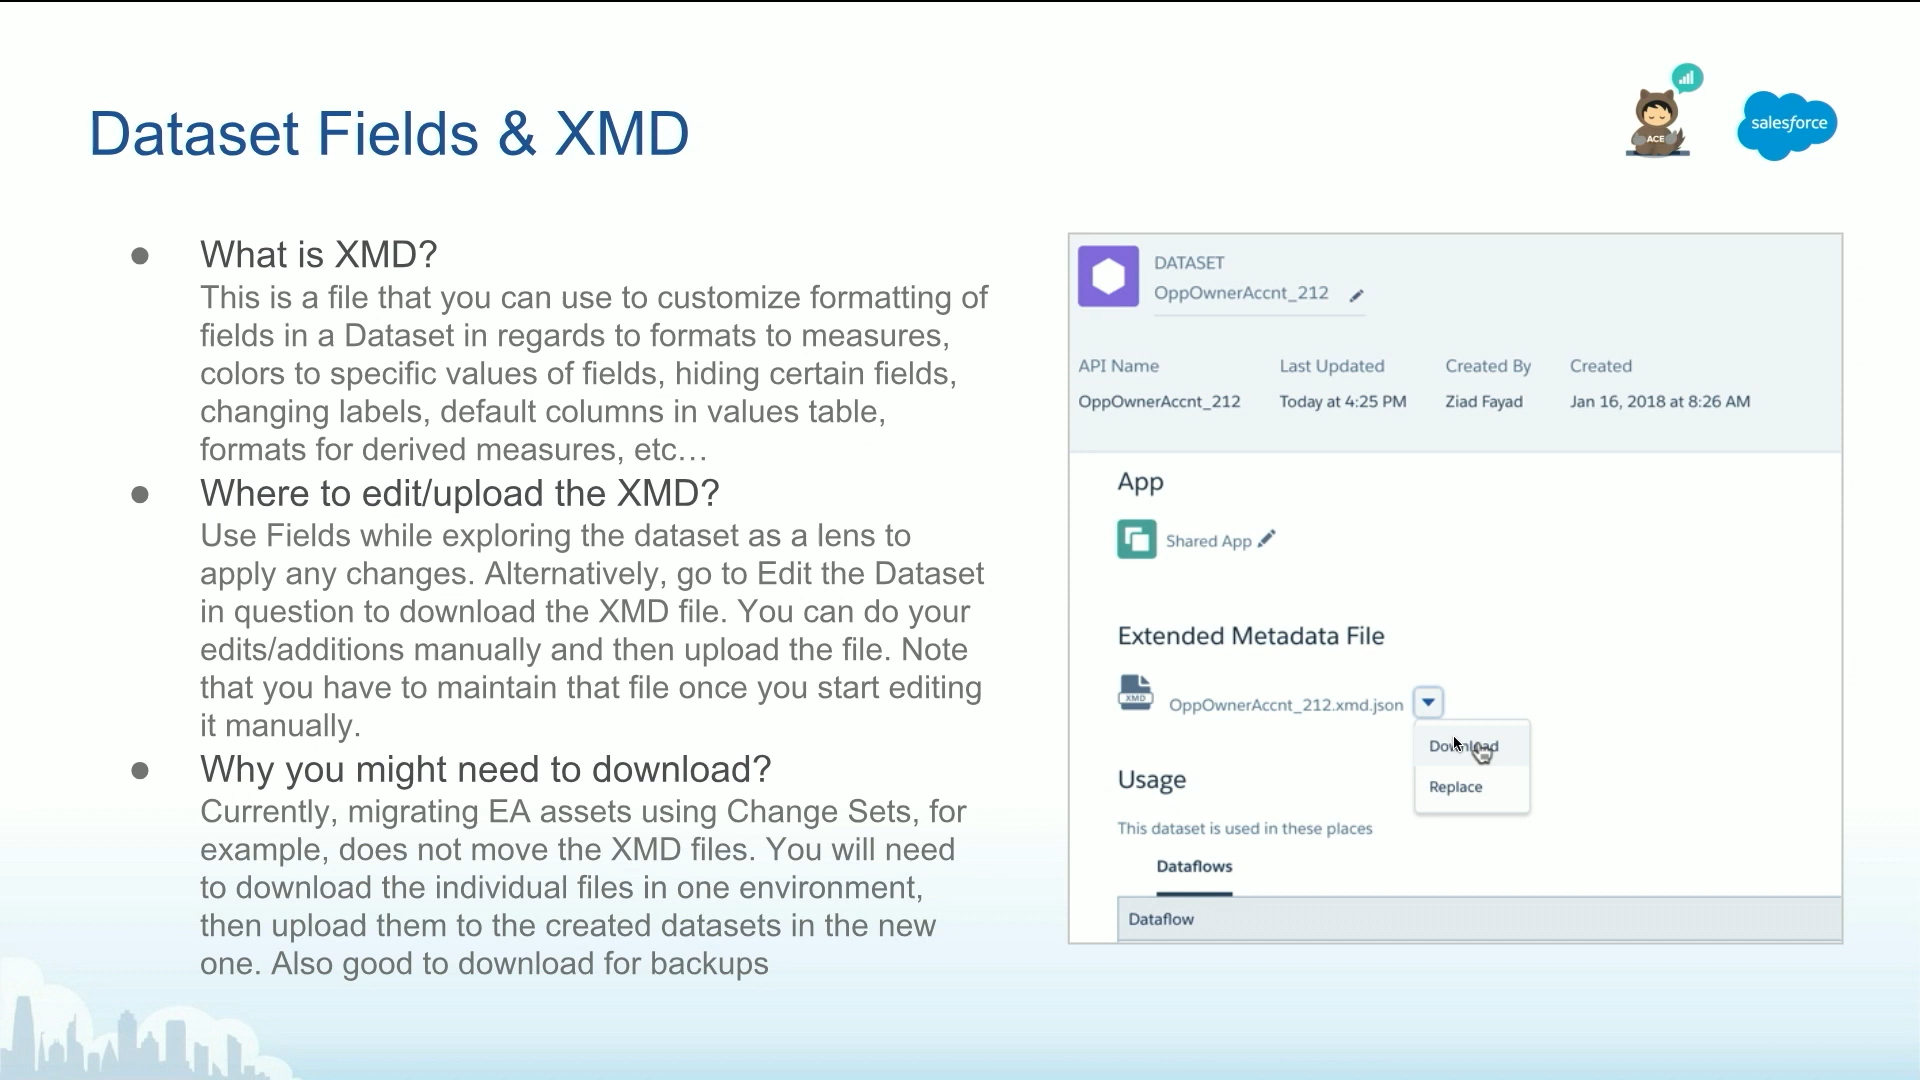 Dataset Fields & XMD
ACE
salesforce
● What is XMD?
This is a file that you can use to customize formatting of
fields in a Dataset in regards to formats to measures,
colors to specific values of fields, hiding certain fields,
changing labels, default columns in values table,
formats for derived measures, etc…
● Where to edit/upload the XMD?
Use Fields while exploring the dataset as a lens to
apply any changes. Alternatively, go to Edit the Dataset
in question to download the XMD file. You can do your
edits/additions manually and then upload the file. Note
that you have to maintain that file once you start editing
it manually.
● Why you might need to download?
Currently, migrating EA assets using Change Sets, for
example, does not move the XMD files. You will need
to download the individual files in one environment,
then upload them to the created datasets in the new
one. Also good to download for backups
DATASET
OppOwnerAccnt_212
API Name Last Updated Created By Created
OppOwnerAccnt_212 Today at 4:25 PM Ziad Fayad Jan 16, 2018 at 8:26 AM
App
Shared App
Extended Metadata File
XMD
OppOwnerAccnt_212.xmd.json
Download
Replace
Usage
This dataset is used in these places
Dataflows
Dataflow